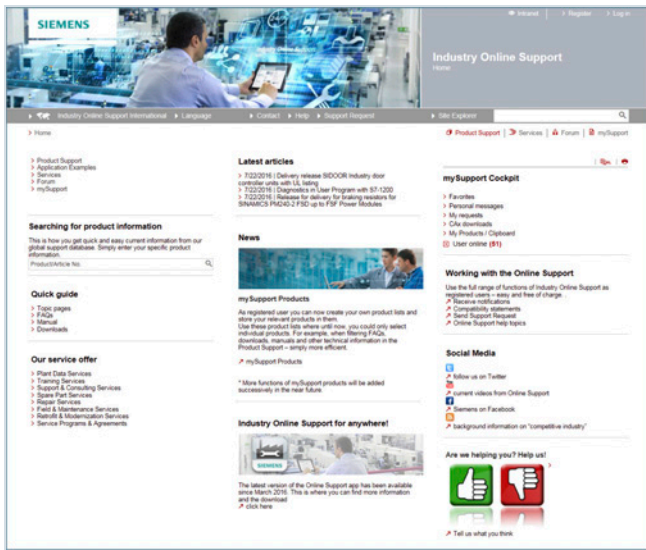 SIEMENS
Intranet
Register
Log in
Industry Online Support
Home
Industry Online Support International
Language
Contact
Help
Support Request
Site Explorer
Home
Product Support
Services
Forum
mySupport
Product Support
Application Examples
Services
Forum
mySupport
Searching for product information
This is how you get quick and easy current information from our
global support database. Simply enter your specific product
information.
Product/Article No.
Quick guide
Topic pages
FAQs
Manual
Downloads
Our service offer
Plant Data Services
Training Services
Support & Consulting Services
Spare Part Services
Repair Services
Field & Maintenance Services
Retrofit & Modernization Services
Service Programs & Agreements
Latest articles
7/22/2016 | Delivery release SIDOOR Industry door
controller units with UL listing
7/22/2016 | Diagnostics in User Program with S7-1200
7/22/2016 | Release for delivery for braking resistors for
SINAMICS PM240-2 FSD up to FSF Power Modules
News
mySupport Products
As registered user you can now create your own product lists and
store your relevant products in them.
Use these product lists where until now, you could only select
individual products. For example, when filtering FAQs,
downloads, manuals and other technical information in the
Product Support – simply more efficient.
mySupport Products
* More functions of mySupport products will be added
successively in the near future.
Industry Online Support for anywhere!
SIEMENS
The latest version of the Online Support app has been available
since March 2016. This is where you can find more information
and the download
click here
mySupport Cockpit
Favorites
Personal messages
My requests
CAx downloads
My Products / Clipboard
User online (51)
Working with the Online Support
Use the full range of functions of Industry Online Support as
registered users – easy and free of charge.
Receive notifications
Compatibility statements
Send Support Request
Online Support help topics
Social Media
follow us on Twitter
current videos from Online Support
Siemens on Facebook
background information on "competitive industry"
Are we helping you? Help us!
Tell us what you think